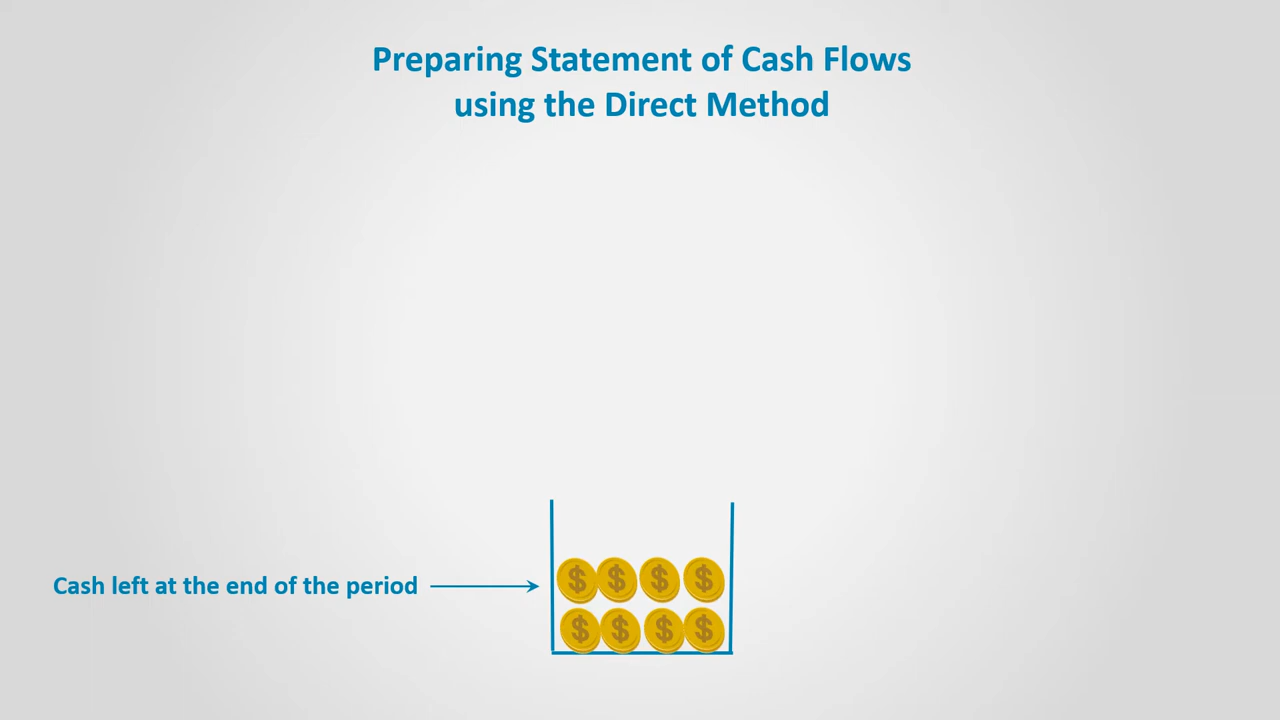 Preparing Statement of Cash Flows
using the Direct Method
Cash left at the end of the period
$ $ $ $
$ $ $ $